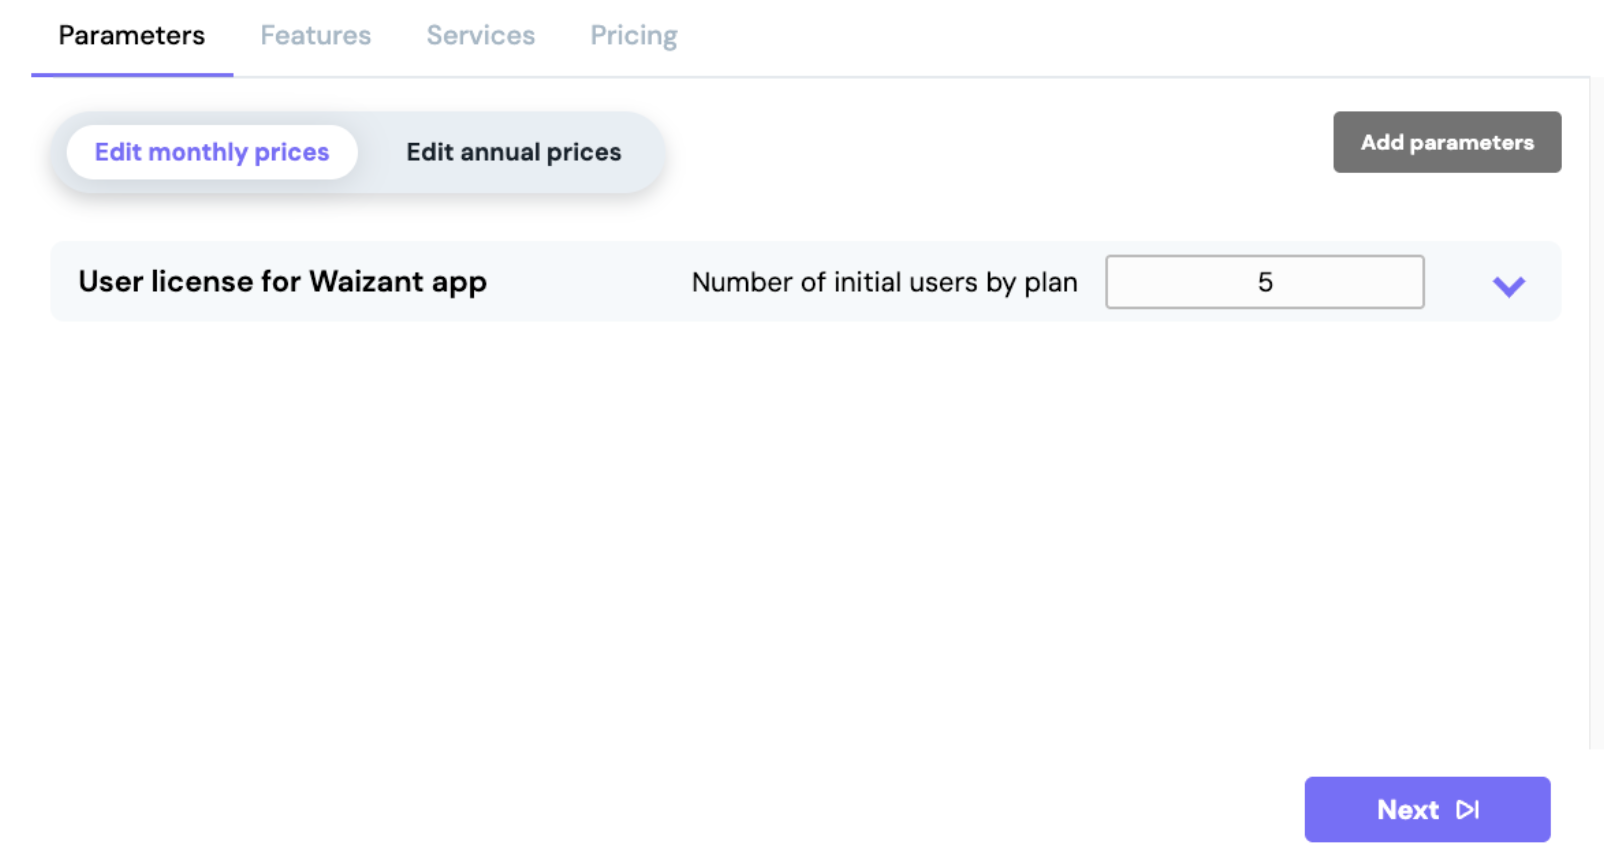 Parameters Features Services Pricing
Edit monthly prices Edit annual prices Add parameters
User license for Waizant app Number of initial users by plan 5
Next